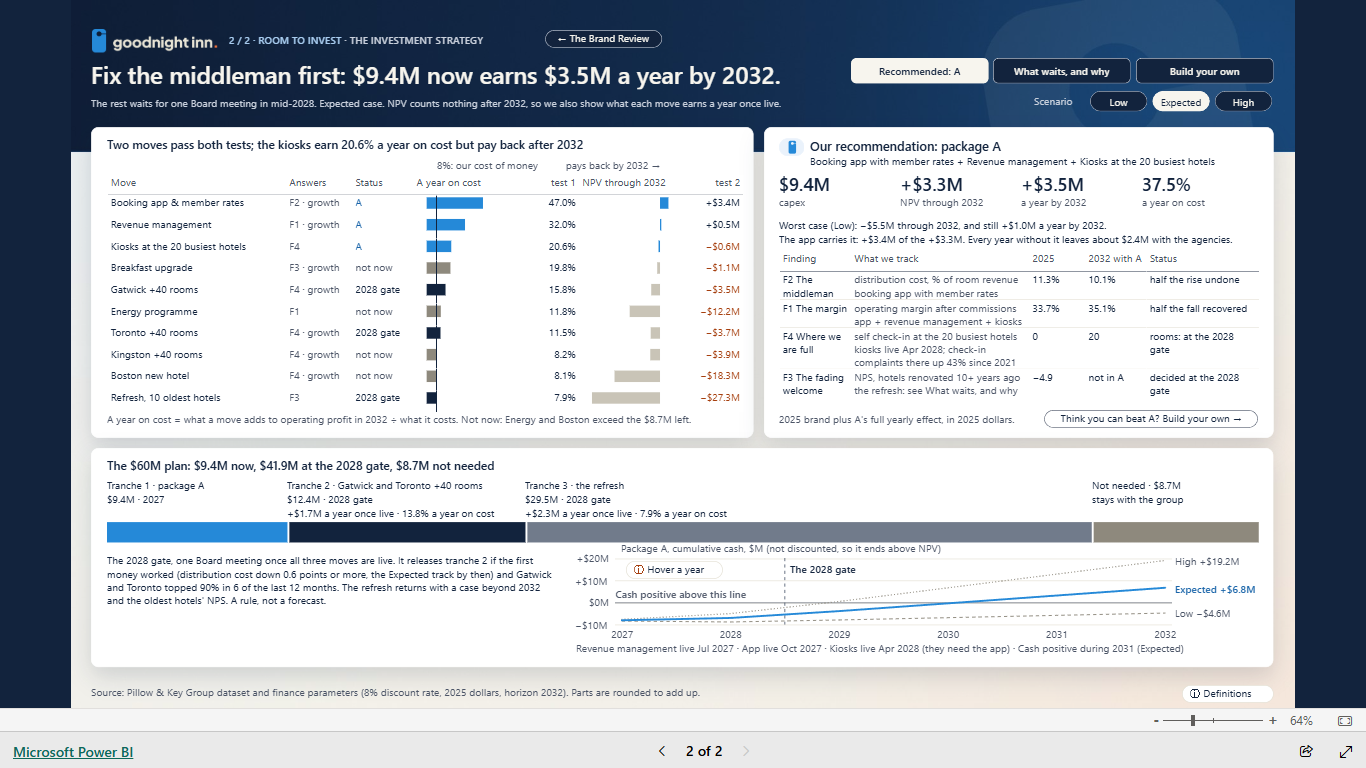 goodnight inn.
2 / 2 · ROOM TO INVEST · THE INVESTMENT STRATEGY
← The Brand Review
Fix the middleman first: $9.4M now earns $3.5M a year by 2032.
The rest waits for one Board meeting in mid-2028. Expected case. NPV counts nothing after 2032, so we also show what each move earns a year once live.
Recommended: A
What waits, and why
Build your own
Scenario
Low
Expected
High
Two moves pass both tests; the kiosks earn 20.6% a year on cost but pay back after 2032
8%: our cost of money pays back by 2032 →
Move Answers Status A year on cost test 1 NPV through 2032 test 2
Booking app & member rates F2 · growth A 47.0% +$3.4M
Revenue management F1 · growth A 32.0% +$0.5M
Kiosks at the 20 busiest hotels F4 A 20.6% −$0.6M
Breakfast upgrade F3 · growth not now 19.8% −$1.1M
Gatwick +40 rooms F4 · growth 2028 gate 15.8% −$3.5M
Energy programme F1 not now 11.8% −$12.2M
Toronto +40 rooms F4 · growth 2028 gate 11.5% −$3.7M
Kingston +40 rooms F4 · growth not now 8.2% −$3.9M
Boston new hotel F4 · growth not now 8.1% −$18.3M
Refresh, 10 oldest hotels F3 2028 gate 7.9% −$27.3M
A year on cost = what a move adds to operating profit in 2032 ÷ what it costs. Not now: Energy and Boston exceed the $8.7M left.
Our recommendation: package A
Booking app with member rates + Revenue management + Kiosks at the 20 busiest hotels
$9.4M +$3.3M +$3.5M 37.5%
capex NPV through 2032 a year by 2032 a year on cost
Worst case (Low): −$5.5M through 2032, and still +$1.0M a year by 2032.
The app carries it: +$3.4M of the +$3.3M. Every year without it leaves about $2.4M with the agencies.
Finding What we track 2025 2032 with A Status
F2 The distribution cost, % of room revenue 11.3% 10.1% half the rise undone
middleman booking app with member rates
F1 The margin operating margin after commissions 33.7% 35.1% half the fall recovered
app + revenue management + kiosks
F4 Where we self check-in at the 20 busiest hotels 0 20 rooms: at the 2028
are full kiosks live Apr 2028; check-in gate
complaints there up 43% since 2021
F3 The fading NPS, hotels renovated 10+ years ago −4.9 not in A decided at the 2028
welcome the refresh: see What waits, and why gate
2025 brand plus A's full yearly effect, in 2025 dollars.
Think you can beat A? Build your own →
The $60M plan: $9.4M now, $41.9M at the 2028 gate, $8.7M not needed
Tranche 1 · package A
$9.4M · 2027
Tranche 2 · Gatwick and Toronto +40 rooms
$12.4M · 2028 gate
+$1.7M a year once live · 13.8% a year on cost
Tranche 3 · the refresh
$29.5M · 2028 gate
+$2.3M a year once live · 7.9% a year on cost
Not needed · $8.7M
stays with the group
The 2028 gate, one Board meeting once all three moves are live. It releases tranche 2 if the first
money worked (distribution cost down 0.6 points or more, the Expected track by then) and Gatwick
and Toronto topped 90% in 6 of the last 12 months. The refresh returns with a case beyond 2032
and the oldest hotels' NPS. A rule, not a forecast.
Package A, cumulative cash, $M (not discounted, so it ends above NPV)
+$20M
+$10M
$0M
−$10M
Hover a year
The 2028 gate
Cash positive above this line
High +$19.2M
Expected +$6.8M
Low −$4.6M
2027 2028 2029 2030 2031 2032
Revenue management live Jul 2027 · App live Oct 2027 · Kiosks live Apr 2028 (they need the app) · Cash positive during 2031 (Expected)
Source: Pillow & Key Group dataset and finance parameters (8% discount rate, 2025 dollars, horizon 2032). Parts are rounded to add up.
Definitions
- + 64%
Microsoft Power BI
2 of 2